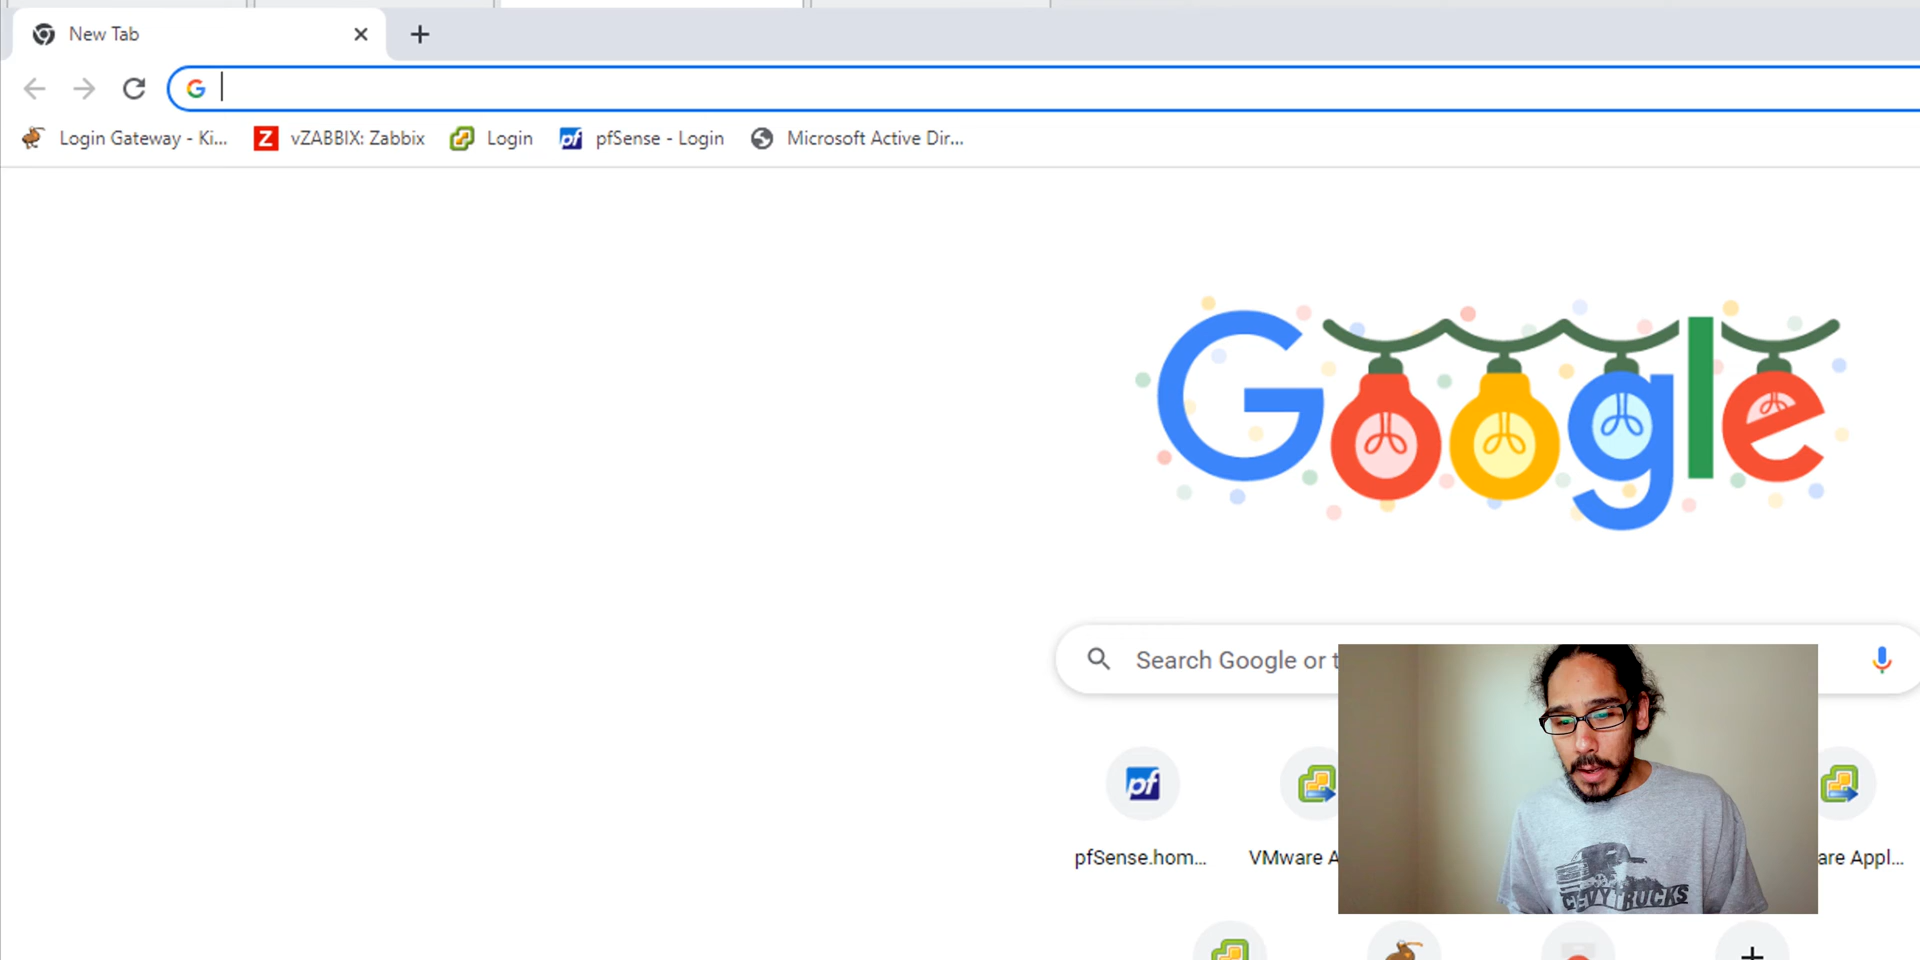 New Tab
Login Gateway - Ki...
vZABBIX: Zabbix
Login
pfSense - Login
Microsoft Active Dir...
Google
Search Google or t
pfSense.hom...
VMware A
are Appl...